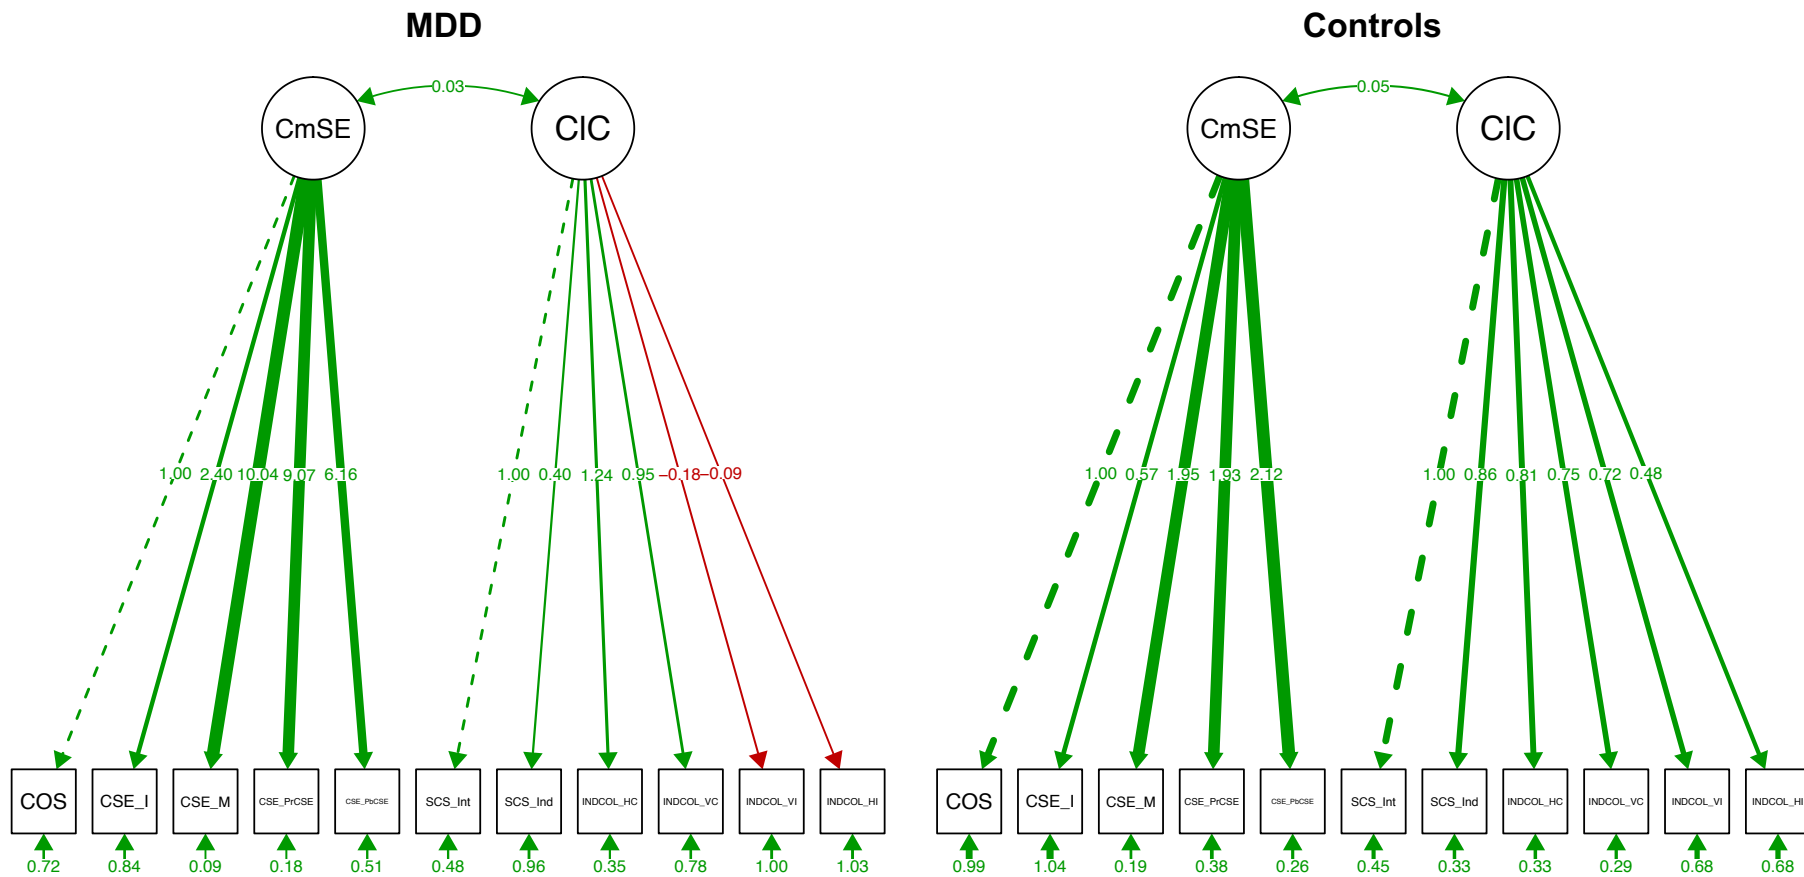 MDD
Controls
0.03
0.05
CmSE
ClC
CmSE
ClC
1.00 2.40 10.04 9.07 6.16 1.00 0.40 1.24 0.95 −0.18 −0.09
1.00 0.57 1.95 1.93 2.12 1.00 0.86 0.81 0.75 0.72 0.48
COS CSE_I CSE_M CSE_PrCSE CSE_PbCSE SCS_Int SCS_Ind INDCOL_HC INDCOL_VC INDCOL_VI INDCOL_HI
COS CSE_I CSE_M CSE_PrCSE CSE_PbCSE SCS_Int SCS_Ind INDCOL_HC INDCOL_VC INDCOL_VI INDCOL_HI
0.72 0.84 0.09 0.18 0.51 0.48 0.96 0.35 0.78 1.00 1.03
0.99 1.04 0.19 0.38 0.26 0.45 0.33 0.33 0.29 0.68 0.68